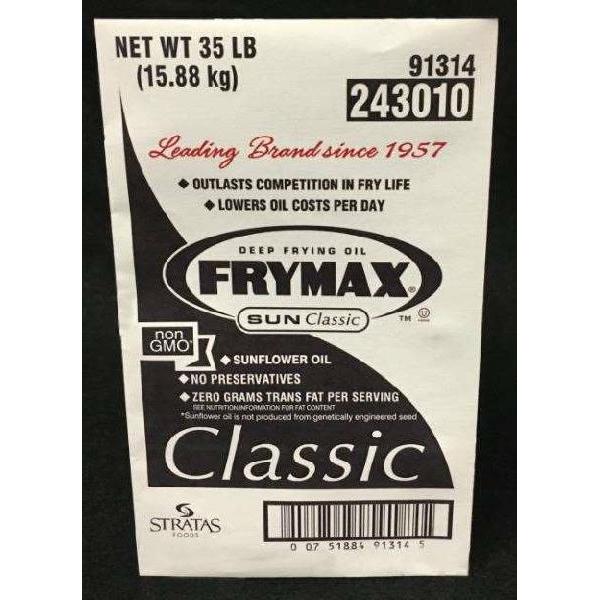 NET WT 35 LB
(15.88 kg)
91314
243010
Leading Brand since 1957
◆ OUTLASTS COMPETITION IN FRY LIFE
◆ LOWERS OIL COSTS PER DAY
DEEP FRYING OIL
FRYMAX®
SUN Classic
TM U
non
GMO*
◆ SUNFLOWER OIL
◆ NO PRESERVATIVES
◆ ZERO GRAMS TRANS FAT PER SERVING
SEE NUTRITION INFORMATION FOR FAT CONTENT
*Sunflower oil is not produced from genetically engineered seed
Classic
STRATAS
FOODS
0 07 51884 91314 5